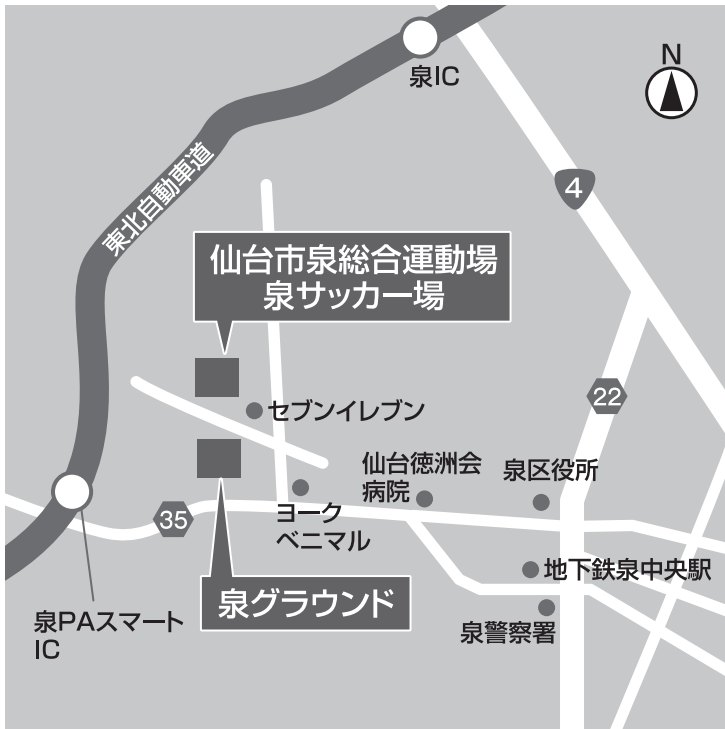 泉IC
N
4
東北自動車道
仙台市泉総合運動場
泉サッカー場
22
セブンイレブン
仙台徳洲会
病院
泉区役所
35
ヨーク
ベニマル
地下鉄泉中央駅
泉グラウンド
泉警察署
泉PAスマート
IC